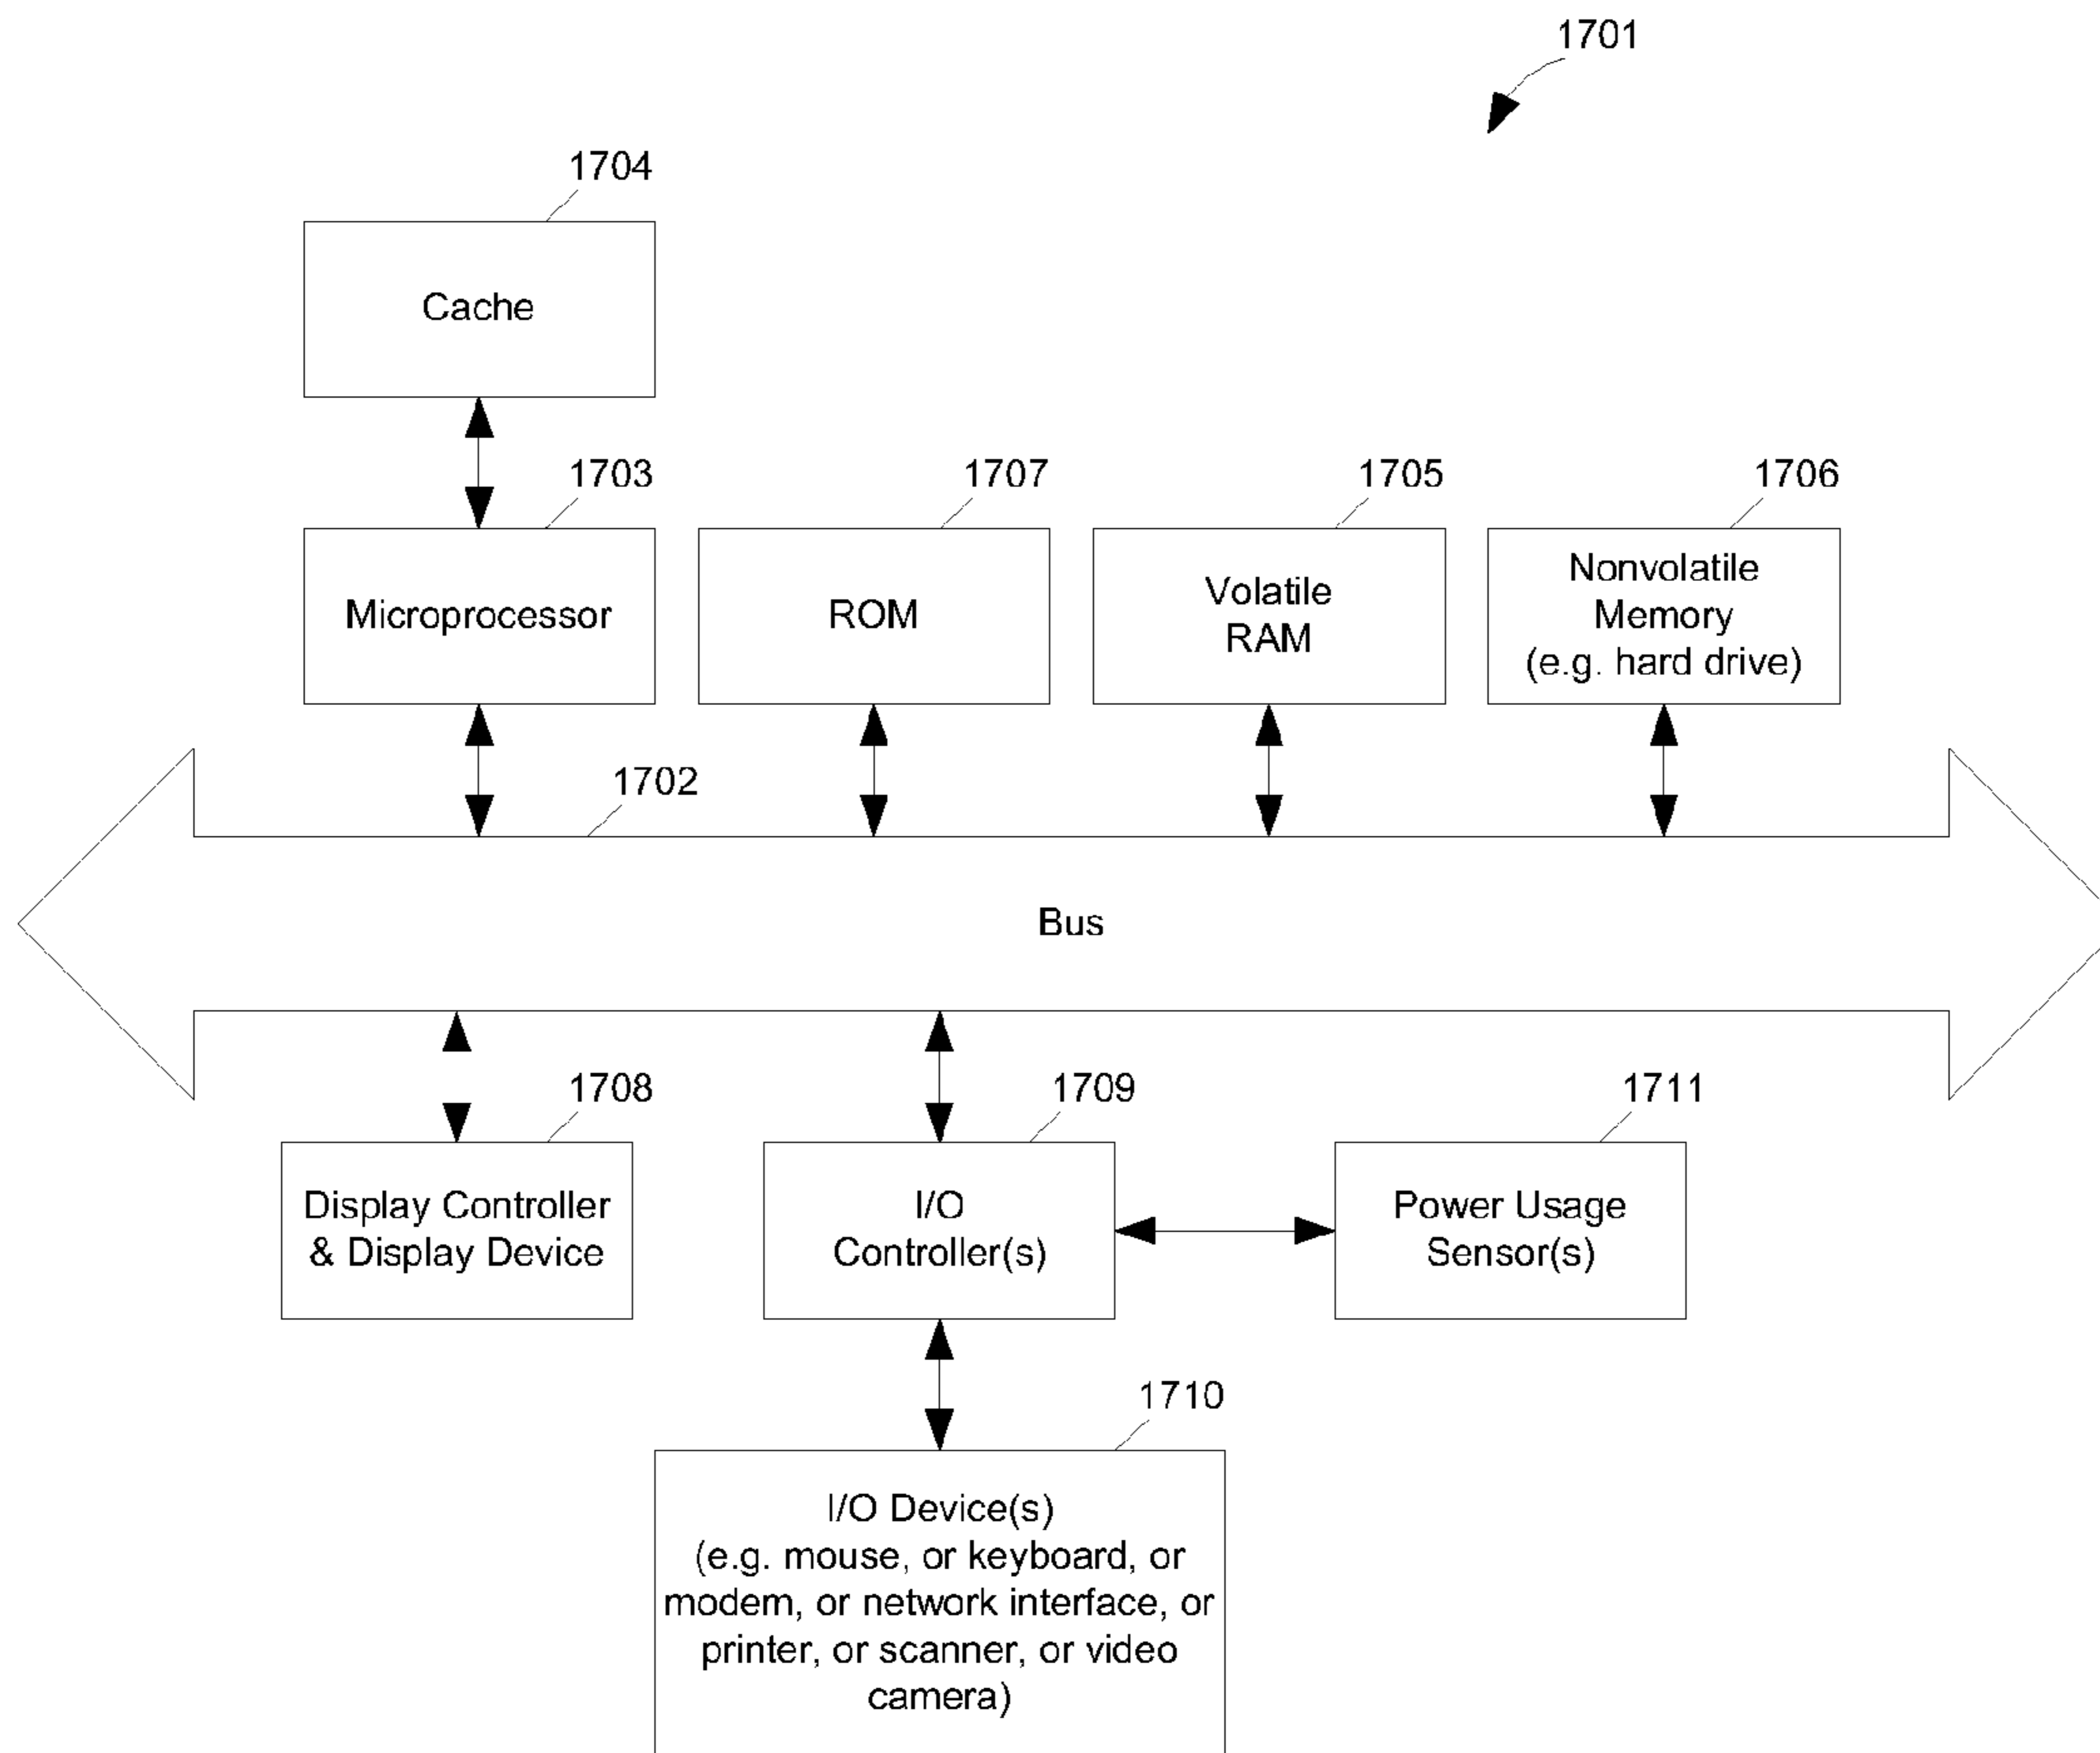 1701
1704
Cache
1703
1707
1705
1706
Microprocessor
ROM
Volatile
RAM
Nonvolatile
Memory
(e.g. hard drive)
1702
Bus
1708
1709
1711
Display Controller
& Display Device
I/O
Controller(s)
Power Usage
Sensor(s)
1710
I/O Device(s)
(e.g. mouse, or keyboard, or
modem, or network interface, or
printer, or scanner, or video
camera)